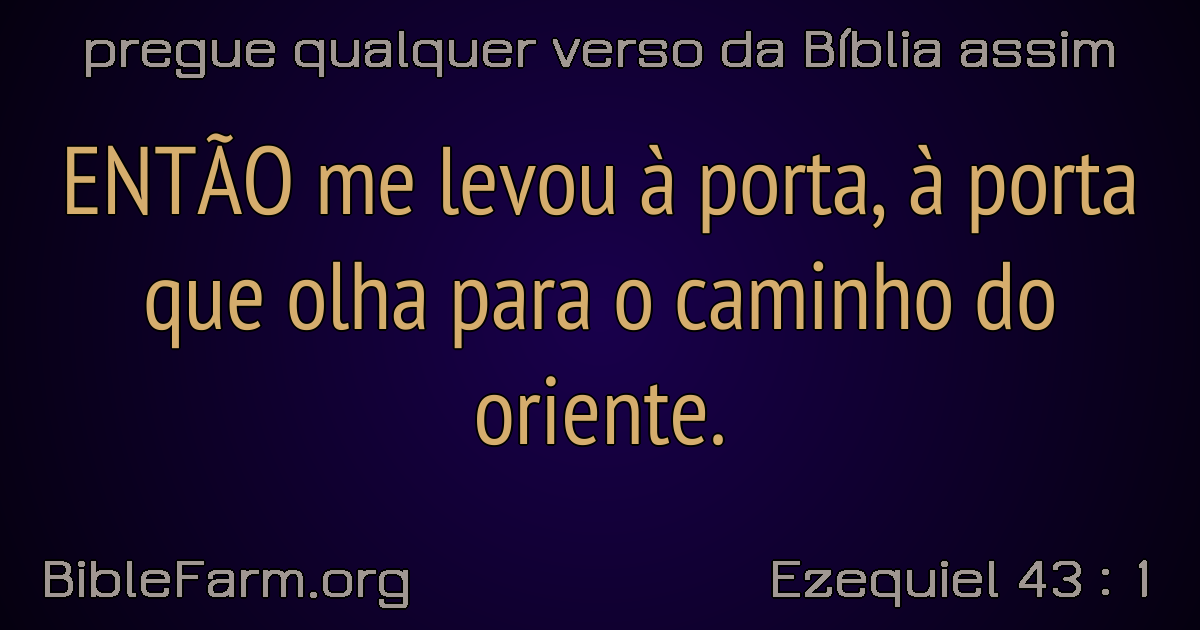 pregue qualquer verso da Bíblia assim
ENTÃO me levou à porta, à porta
que olha para o caminho do
oriente.
BibleFarm.org
Ezequiel 43 : 1